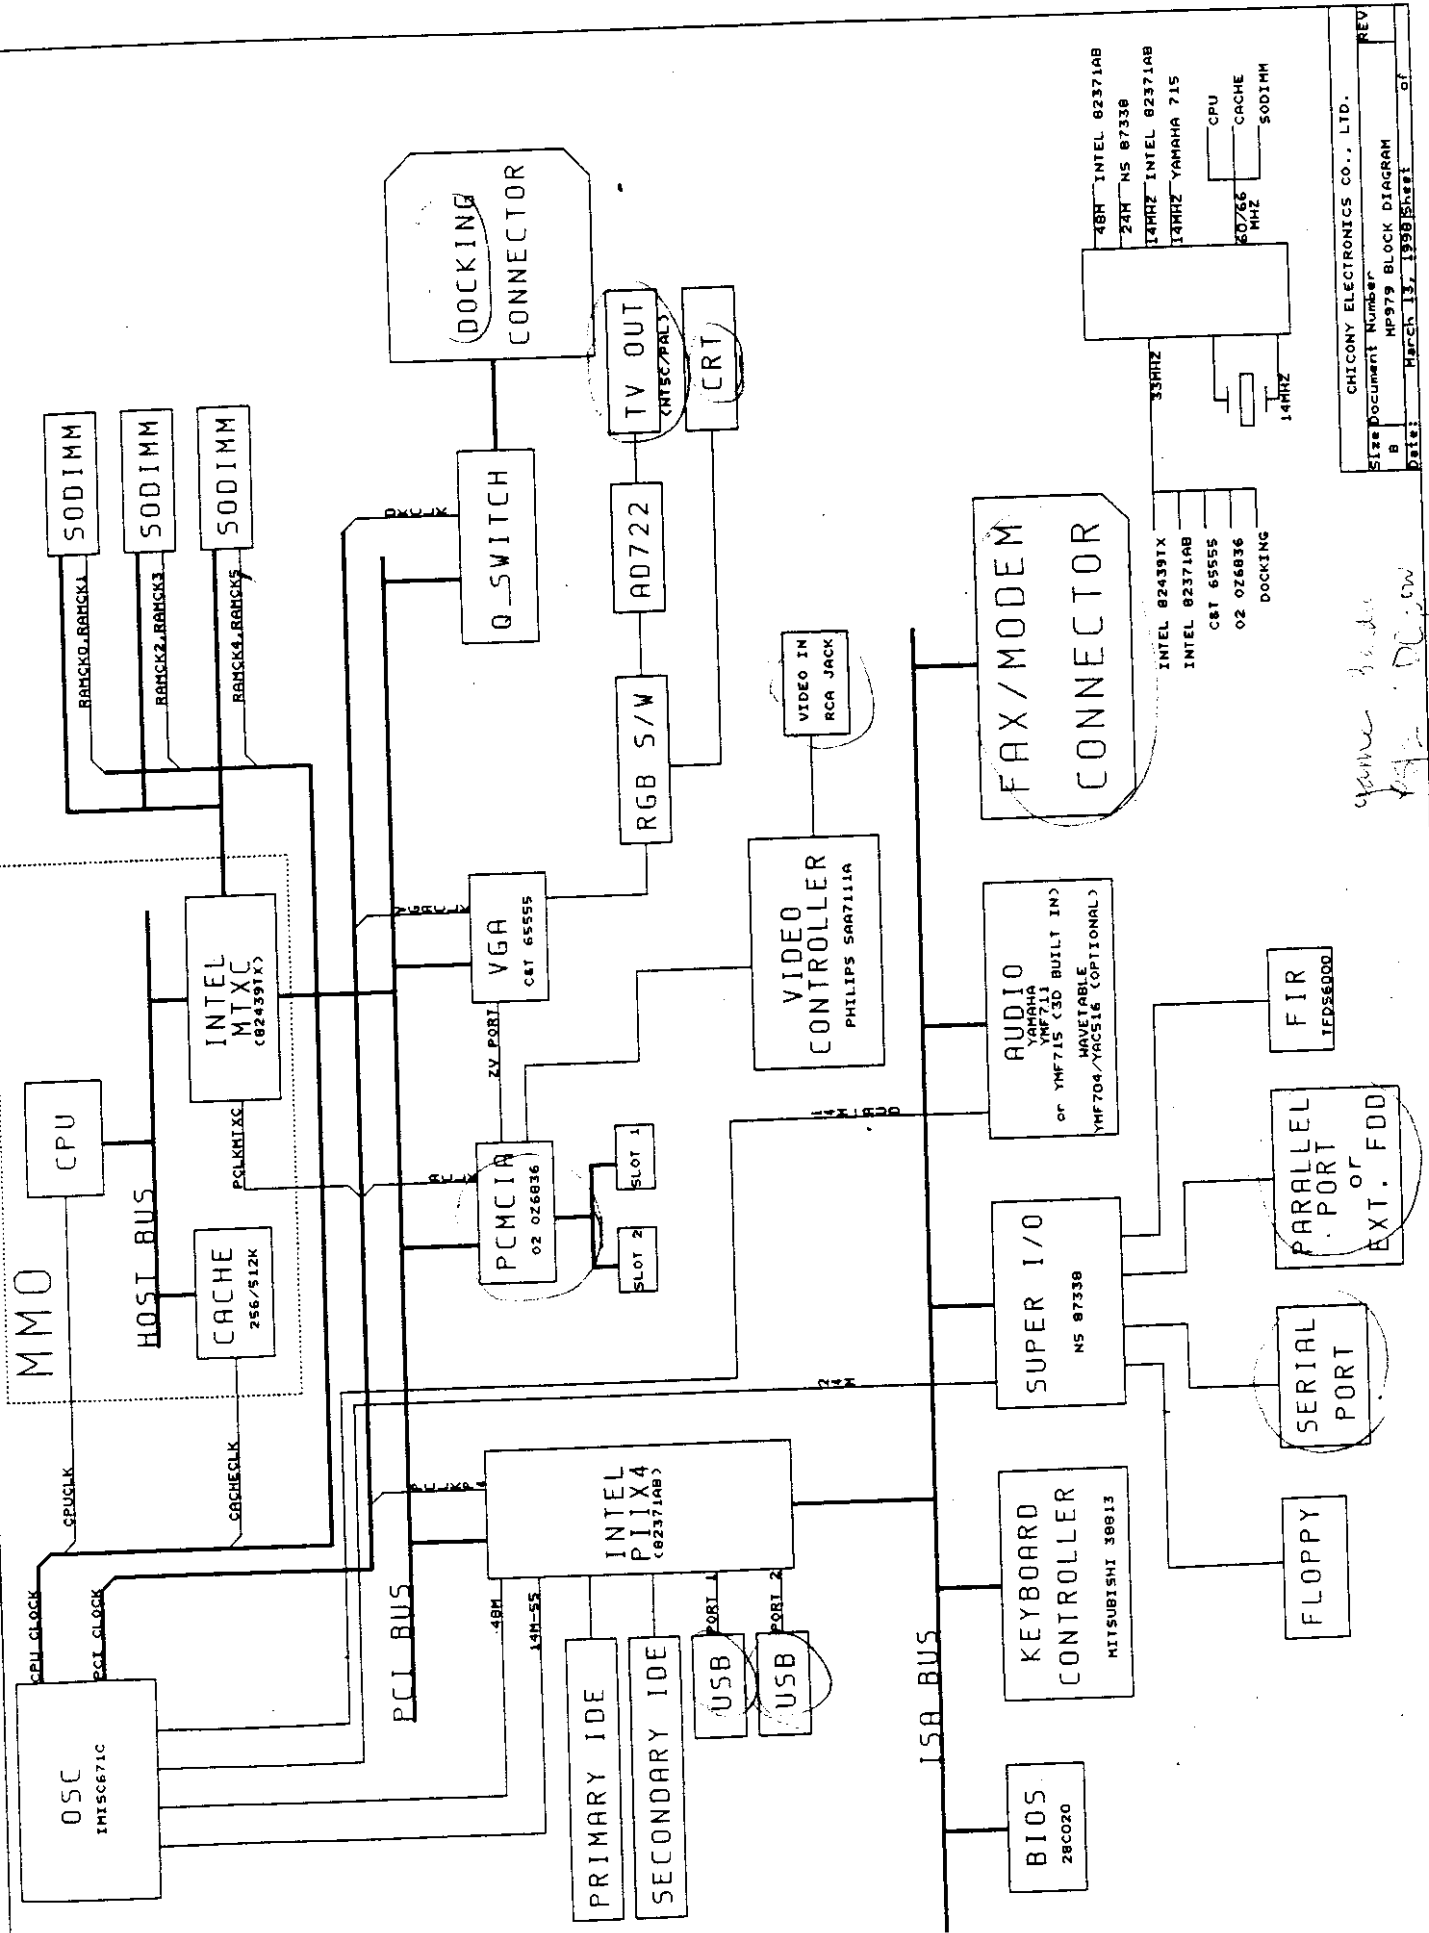 MMO
OSC
IMISC671C
CPU CLOCK
PCI CLOCK
CPUCLK
CACHECLK
CPU
HOST BUS
CACHE
256/512K
INTEL
MTXC
(82439TX)
PCLKMTXC
SODIMM
RAMCK0,RAMCK1
SODIMM
RAMCK2,RAMCK3
SODIMM
RAMCK4,RAMCK5
PCI BUS
48M
14M-SS
PRIMARY IDE
SECONDARY IDE
USB
PORT 1
USB
PORT 2
INTEL
PIIX4
(82371AB)
PCMCIA
O2 OZ6836
SLOT 2
SLOT 1
ZV PORT
VGA
C&T 65555
Q_SWITCH
DOCKING
CONNECTOR
RGB S/W
AD722
TV OUT
(NTSC/PAL)
CRT
VIDEO
CONTROLLER
PHILIPS SAA7111A
VIDEO IN
RCA JACK
24M
14M_AUD
ISA BUS
BIOS
28C020
KEYBOARD
CONTROLLER
MITSUBISHI 38813
SUPER I/O
NS 87338
AUDIO
YAMAHA
YMF711
or YMF715 (3D BUILT IN)
WAVETABLE
YMF704/YAC516 (OPTIONAL)
FAX/MODEM
CONNECTOR
FLOPPY
SERIAL
PORT
PARALLEL
PORT
or
EXT. FDD
FIR
TFDS6000
INTEL 82439TX
INTEL 82371AB
C&T 65555
O2 OZ6836
DOCKING
33MHZ
14MHZ
48M INTEL 82371AB
24M NS 87338
14MHZ INTEL 82371AB
14MHZ YAMAHA 715
60/66
MHZ
CPU
CACHE
SODIMM
CHICONY ELECTRONICS CO., LTD.
Size Document Number REV
B MP979 BLOCK DIAGRAM
Date: March 13, 1998 Sheet of